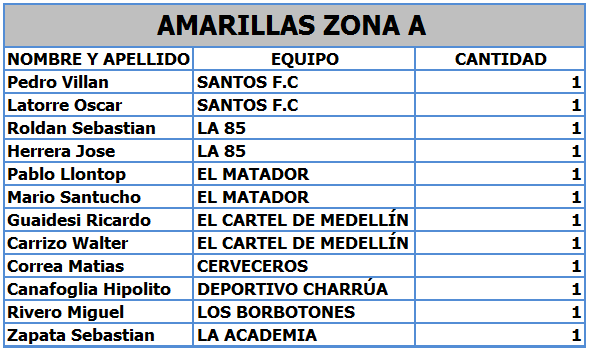 AMARILLAS ZONA A
NOMBRE Y APELLIDO EQUIPO CANTIDAD
Pedro Villan SANTOS F.C 1
Latorre Oscar SANTOS F.C 1
Roldan Sebastian LA 85 1
Herrera Jose LA 85 1
Pablo Llontop EL MATADOR 1
Mario Santucho EL MATADOR 1
Guaidesi Ricardo EL CARTEL DE MEDELLÍN 1
Carrizo Walter EL CARTEL DE MEDELLÍN 1
Correa Matias CERVECEROS 1
Canafoglia Hipolito DEPORTIVO CHARRÚA 1
Rivero Miguel LOS BORBOTONES 1
Zapata Sebastian LA ACADEMIA 1